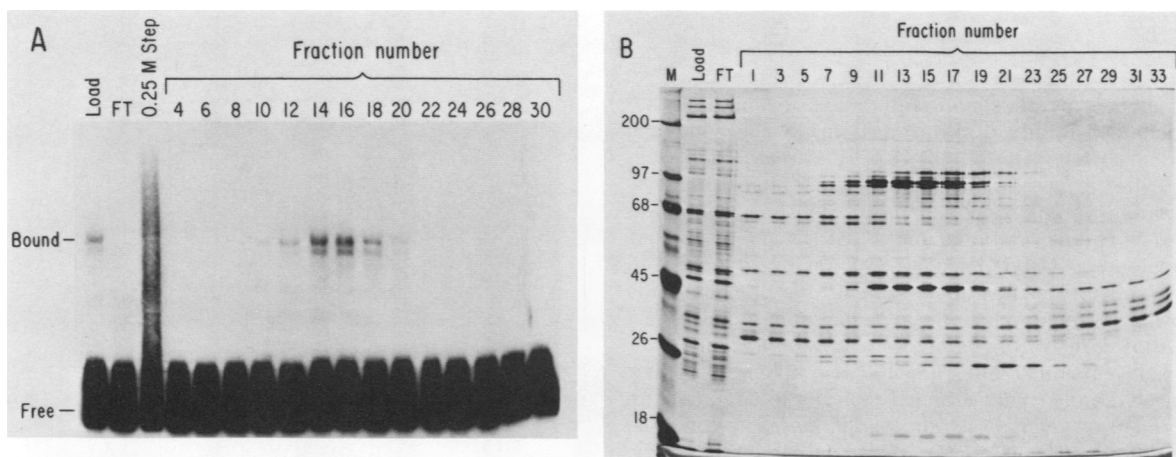 A
Fraction number
Load FT 0.25 M Step 4 6 8 10 12 14 16 18 20 22 24 26 28 30
Bound
Free
B
Fraction number
M Load FT 1 3 5 7 9 11 13 15 17 19 21 23 25 27 29 31 33
200
97
68
45
26
18